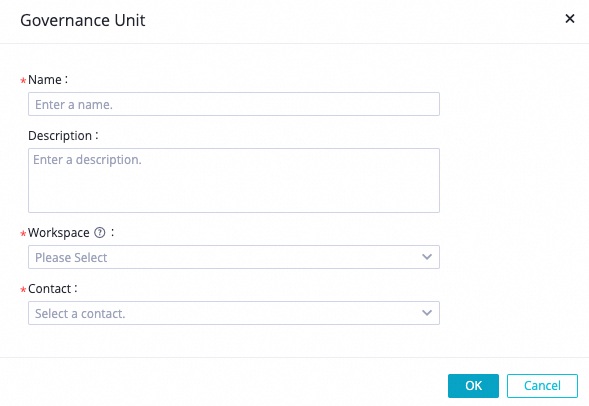 Governance Unit
* Name :
Enter a name.
Description :
Enter a description.
* Workspace ? :
Please Select
* Contact :
Select a contact.
OK Cancel